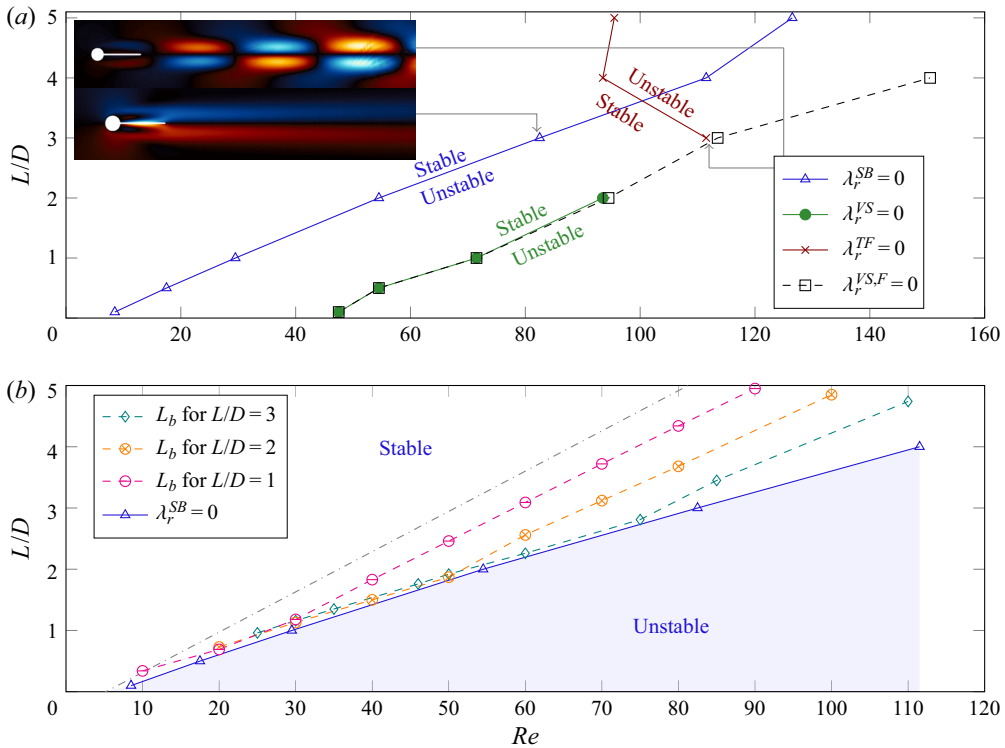 (a)
5
4
3
2
1
0
L/D
20
40
60
80
100
120
140
160
Stable
Unstable
Stable
Unstable
Unstable
Stable
λ_r^{SB} = 0
λ_r^{VS} = 0
λ_r^{TF} = 0
λ_r^{VS,F} = 0
(b)
5
4
3
2
1
0
L/D
10
20
30
40
50
60
70
80
90
100
110
120
Re
L_b for L/D = 3
L_b for L/D = 2
L_b for L/D = 1
λ_r^{SB} = 0
Stable
Unstable